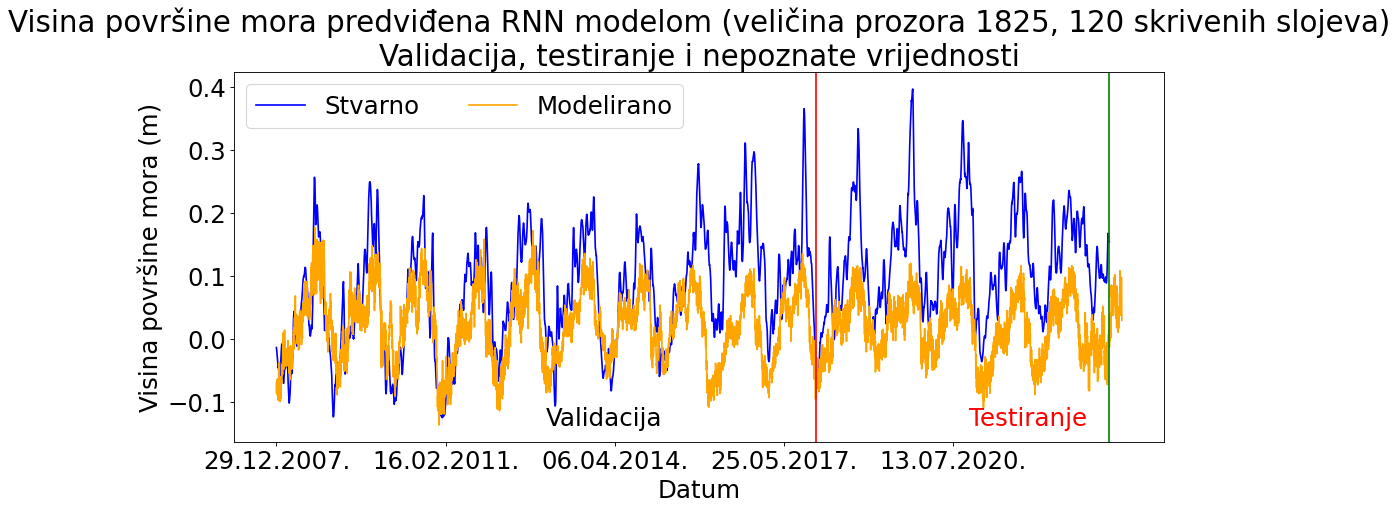 Visina površine mora predviđena RNN modelom (veličina prozora 1825, 120 skrivenih slojeva)
Validacija, testiranje i nepoznate vrijednosti
Stvarno
Modelirano
Visina površine mora (m)
0.4
0.3
0.2
0.1
0.0
−0.1
Validacija
Testiranje
29.12.2007.
16.02.2011.
06.04.2014.
25.05.2017.
13.07.2020.
Datum